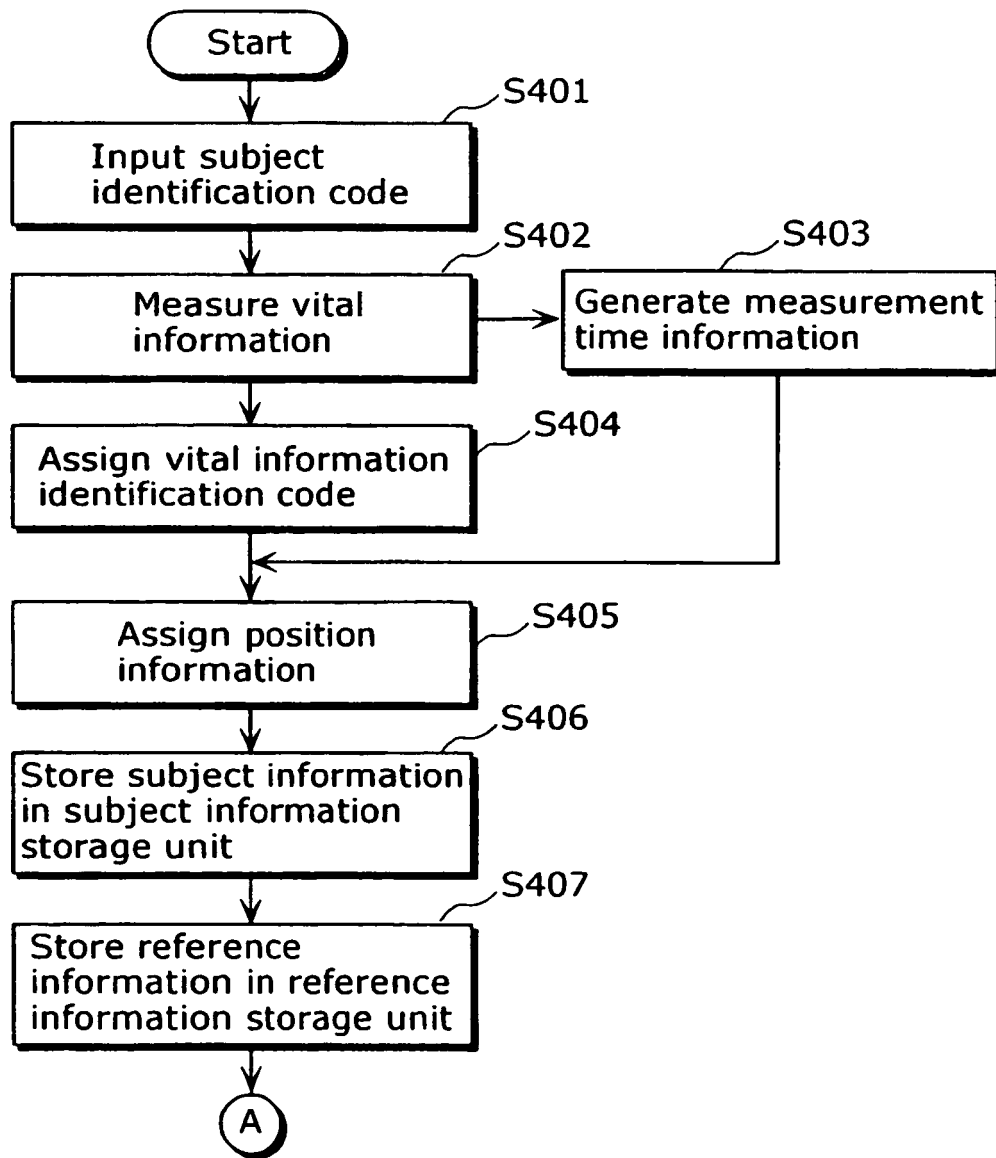 Start
S401
Input subject
identification code
S402
Measure vital
information
S403
Generate measurement
time information
S404
Assign vital information
identification code
S405
Assign position
information
S406
Store subject information
in subject information
storage unit
S407
Store reference
information in reference
information storage unit
A